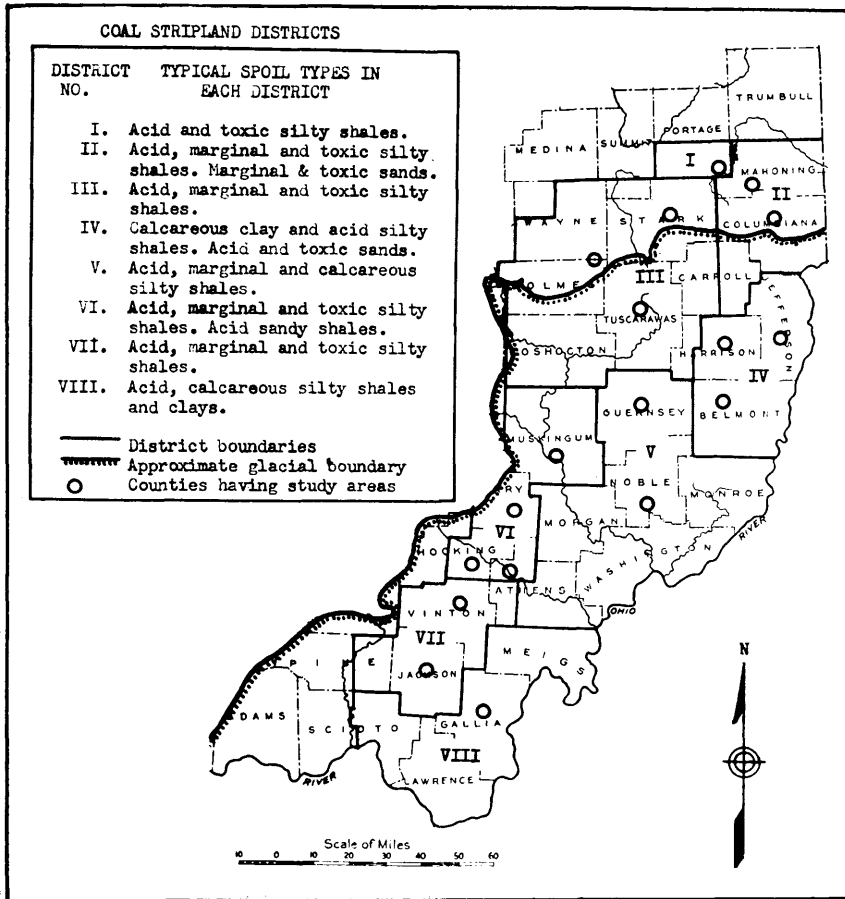 COAL STRIPLAND DISTRICTS
DISTRICT TYPICAL SPOIL TYPES IN
NO. EACH DISTRICT
I. Acid and toxic silty shales.
II. Acid, marginal and toxic silty
shales. Marginal & toxic sands.
III. Acid, marginal and toxic silty
shales.
IV. Calcareous clay and acid silty
shales. Acid and toxic sands.
V. Acid, marginal and calcareous
silty shales.
VI. Acid, marginal and toxic silty
shales. Acid sandy shales.
VII. Acid, marginal and toxic silty
shales.
VIII. Acid, calcareous silty shales
and clays.
District boundaries
Approximate glacial boundary
Counties having study areas
TRUMBULL
PORTAGE
SUMMIT
MEDINA
I
MAHONING
II
WAYNE
STARK
COLUMBIANA
HOLME
III
CARROLL
JEFFERSON
TUSCARAWAS
OSHOCTON
HARRISON
IV
GUERNSEY
BELMONT
MUSKINGUM
V
NOBLE
MONROE
RY
MORGAN
VI
HOCKING
WASHINGTON
RIVER
ATHENS
OHIO
VINTON
VII
MEIGS
PIKE
JACKSON
N
DAMS
SCIOTO
GALLIA
VIII
RIVER
LAWRENCE
Scale of Miles
10 0 10 20 30 40 50 60